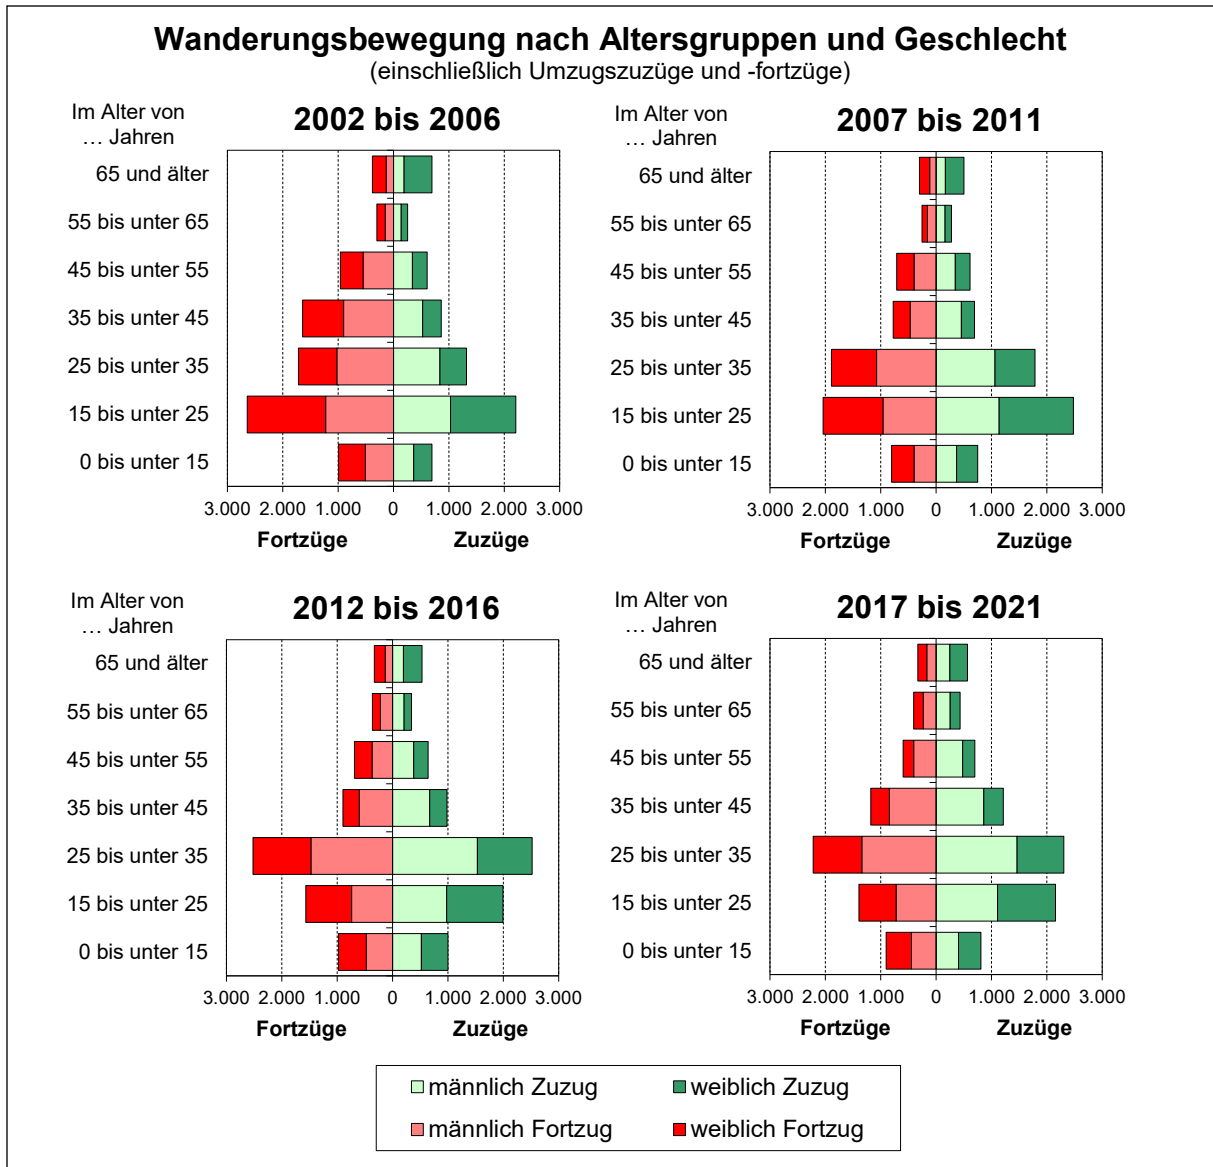 Wanderungsbewegung nach Altersgruppen und Geschlecht
(einschließlich Umzugszuzüge und -fortzüge)
Im Alter von
… Jahren
2002 bis 2006
65 und älter
55 bis unter 65
45 bis unter 55
35 bis unter 45
25 bis unter 35
15 bis unter 25
0 bis unter 15
3.000 2.000 1.000 0 1.000 2.000 3.000
Fortzüge Zuzüge
Im Alter von
… Jahren
2007 bis 2011
65 und älter
55 bis unter 65
45 bis unter 55
35 bis unter 45
25 bis unter 35
15 bis unter 25
0 bis unter 15
3.000 2.000 1.000 0 1.000 2.000 3.000
Fortzüge Zuzüge
Im Alter von
… Jahren
2012 bis 2016
65 und älter
55 bis unter 65
45 bis unter 55
35 bis unter 45
25 bis unter 35
15 bis unter 25
0 bis unter 15
3.000 2.000 1.000 0 1.000 2.000 3.000
Fortzüge Zuzüge
Im Alter von
… Jahren
2017 bis 2021
65 und älter
55 bis unter 65
45 bis unter 55
35 bis unter 45
25 bis unter 35
15 bis unter 25
0 bis unter 15
3.000 2.000 1.000 0 1.000 2.000 3.000
Fortzüge Zuzüge
männlich Zuzug weiblich Zuzug
männlich Fortzug weiblich Fortzug